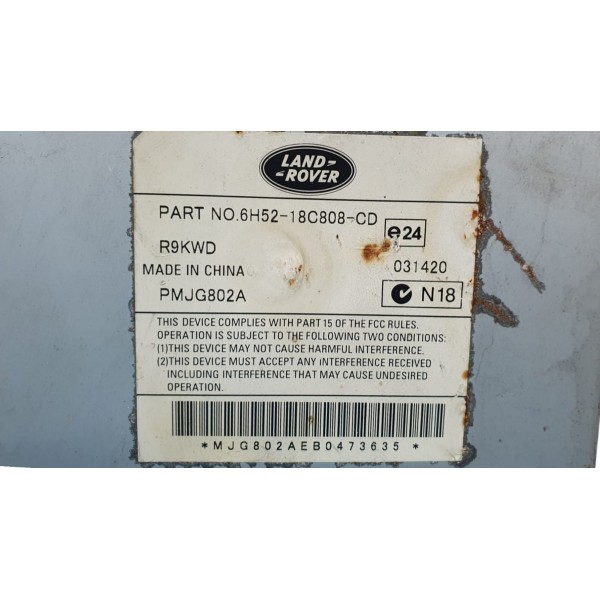 LAND-
-ROVER
PART NO.6H52-18C808-CD
e24
R9KWD
MADE IN CHINA
031420
PMJG802A
N18
THIS DEVICE COMPLIES WITH PART 15 OF THE FCC RULES.
OPERATION IS SUBJECT TO THE FOLLOWING TWO CONDITIONS:
(1)THIS DEVICE MAY NOT CAUSE HARMFUL INTERFERENCE.
(2)THIS DEVICE MUST ACCEPT ANY INTERFERENCE RECEIVED
INCLUDING INTERFERENCE THAT MAY CAUSE UNDESIRED
OPERATION.
*MJG802AEB0473635*